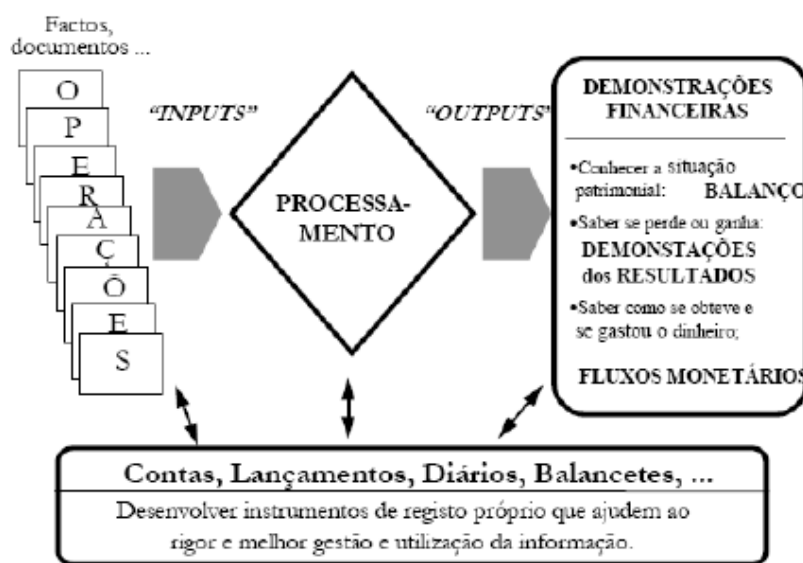 Factos,
documentos ...
O
P
E
R
A
Ç
Õ
E
S
“INPUTS”
PROCESSA-
MENTO
“OUTPUTS”
DEMONSTRAÇÕES
FINANCEIRAS
•Conhecer a situação
patrimonial: BALANÇO
•Saber se perde ou ganha:
DEMONSTAÇÕES
dos RESULTADOS
•Saber como se obteve e
se gastou o dinheiro;
FLUXOS MONETÁRIOS
Contas, Lançamentos, Diários, Balancetes, ...
Desenvolver instrumentos de registo próprio que ajudem ao
rigor e melhor gestão e utilização da informação.